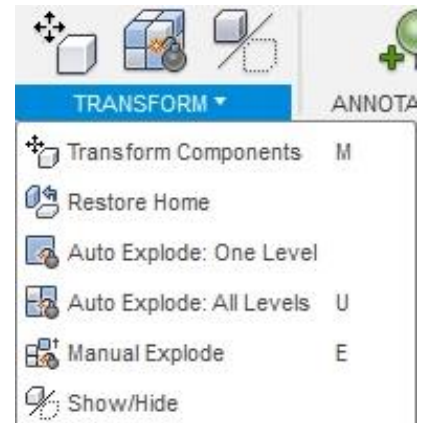 TRANSFORM ANNOTA
Transform Components M
Restore Home
Auto Explode: One Level
Auto Explode: All Levels U
Manual Explode E
Show/Hide